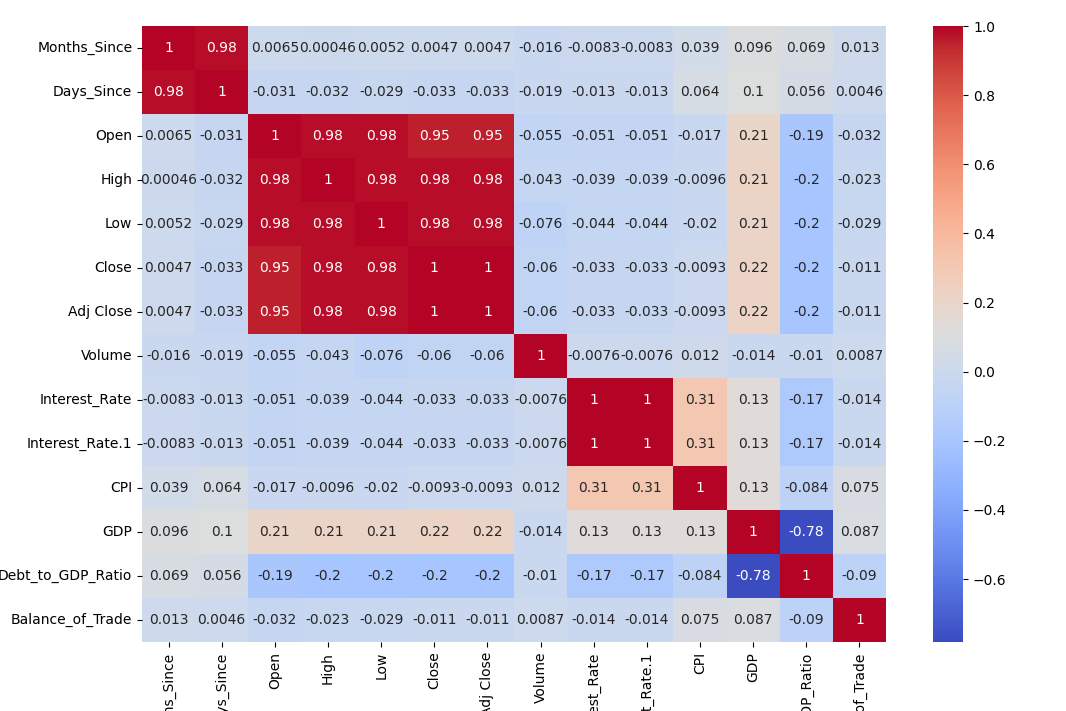 Months_Since 1 0.98 0.0065 0.00046 0.0052 0.0047 0.0047 -0.016 -0.0083 -0.0083 0.039 0.096 0.069 0.013
Days_Since 0.98 1 -0.031 -0.032 -0.029 -0.033 -0.033 -0.019 -0.013 -0.013 0.064 0.1 0.056 0.0046
Open 0.0065 -0.031 1 0.98 0.98 0.95 0.95 -0.055 -0.051 -0.051 -0.017 0.21 -0.19 -0.032
High 0.00046 -0.032 0.98 1 0.98 0.98 0.98 -0.043 -0.039 -0.039 -0.0096 0.21 -0.2 -0.023
Low 0.0052 -0.029 0.98 0.98 1 0.98 0.98 -0.076 -0.044 -0.044 -0.02 0.21 -0.2 -0.029
Close 0.0047 -0.033 0.95 0.98 0.98 1 1 -0.06 -0.033 -0.033 -0.0093 0.22 -0.2 -0.011
Adj Close 0.0047 -0.033 0.95 0.98 0.98 1 1 -0.06 -0.033 -0.033 -0.0093 0.22 -0.2 -0.011
Volume -0.016 -0.019 -0.055 -0.043 -0.076 -0.06 -0.06 1 -0.0076 -0.0076 0.012 -0.014 -0.01 0.0087
Interest_Rate -0.0083 -0.013 -0.051 -0.039 -0.044 -0.033 -0.033 -0.0076 1 1 0.31 0.13 -0.17 -0.014
Interest_Rate.1 -0.0083 -0.013 -0.051 -0.039 -0.044 -0.033 -0.033 -0.0076 1 1 0.31 0.13 -0.17 -0.014
CPI 0.039 0.064 -0.017 -0.0096 -0.02 -0.0093 -0.0093 0.012 0.31 0.31 1 0.13 -0.084 0.075
GDP 0.096 0.1 0.21 0.21 0.21 0.22 0.22 -0.014 0.13 0.13 0.13 1 -0.78 0.087
Debt_to_GDP_Ratio 0.069 0.056 -0.19 -0.2 -0.2 -0.2 -0.2 -0.01 -0.17 -0.17 -0.084 -0.78 1 -0.09
Balance_of_Trade 0.013 0.0046 -0.032 -0.023 -0.029 -0.011 -0.011 0.0087 -0.014 -0.014 0.075 0.087 -0.09 1
ns_Since
ys_Since
Open
High
Low
Close
Adj Close
Volume
est_Rate
t_Rate.1
CPI
GDP
DP_Ratio
of_Trade
1.0
0.8
0.6
0.4
0.2
0.0
−0.2
−0.4
−0.6